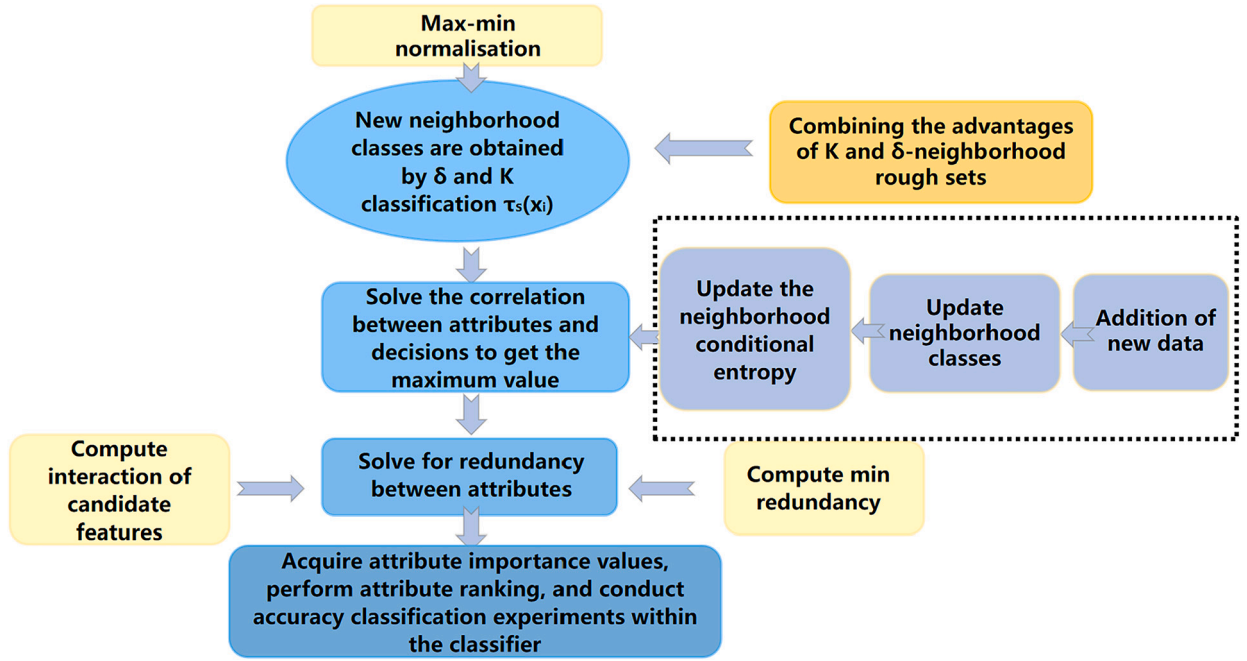 Max-min
normalisation
New neighborhood
classes are obtained
by δ and K
classification τs(xi)
Combining the advantages
of K and δ-neighborhood
rough sets
Solve the correlation
between attributes and
decisions to get the
maximum value
Update the
neighborhood
conditional
entropy
Update
neighborhood
classes
Addition of
new data
Compute
interaction of
candidate
features
Solve for redundancy
between attributes
Compute min
redundancy
Acquire attribute importance values,
perform attribute ranking, and conduct
accuracy classification experiments within
the classifier